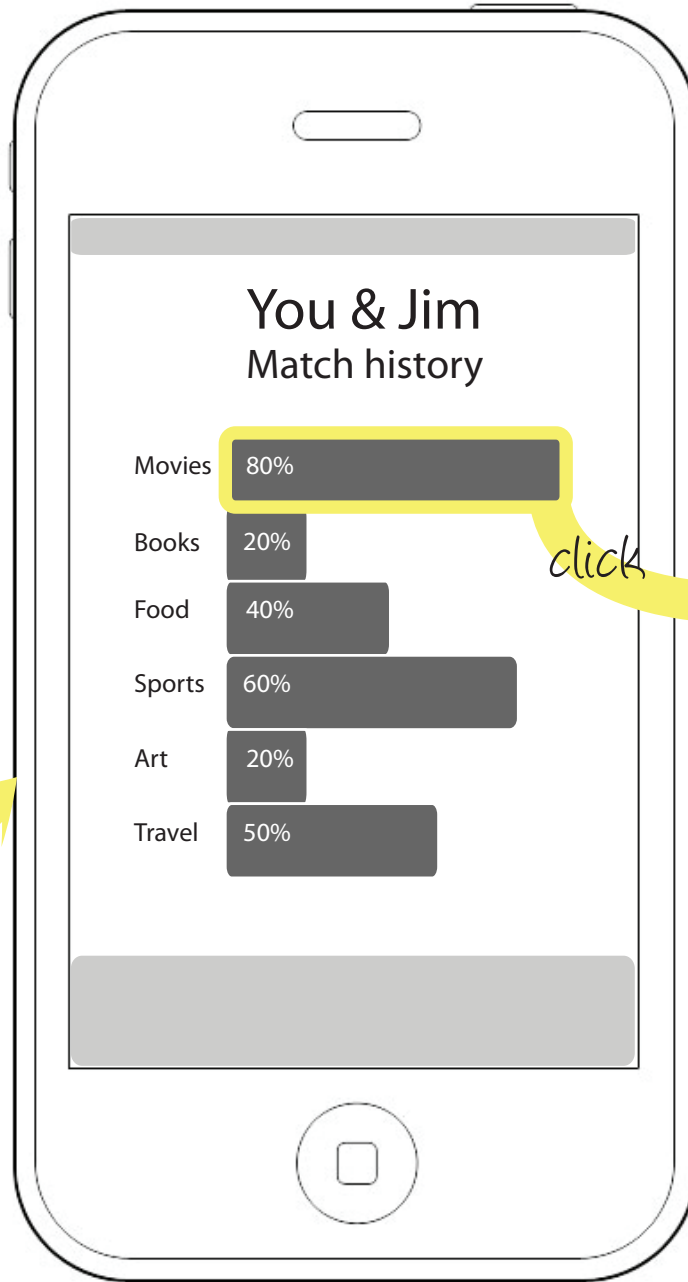 You & Jim
Match history
Movies 80%
Books 20%
click
Food 40%
Sports 60%
Art 20%
Travel 50%